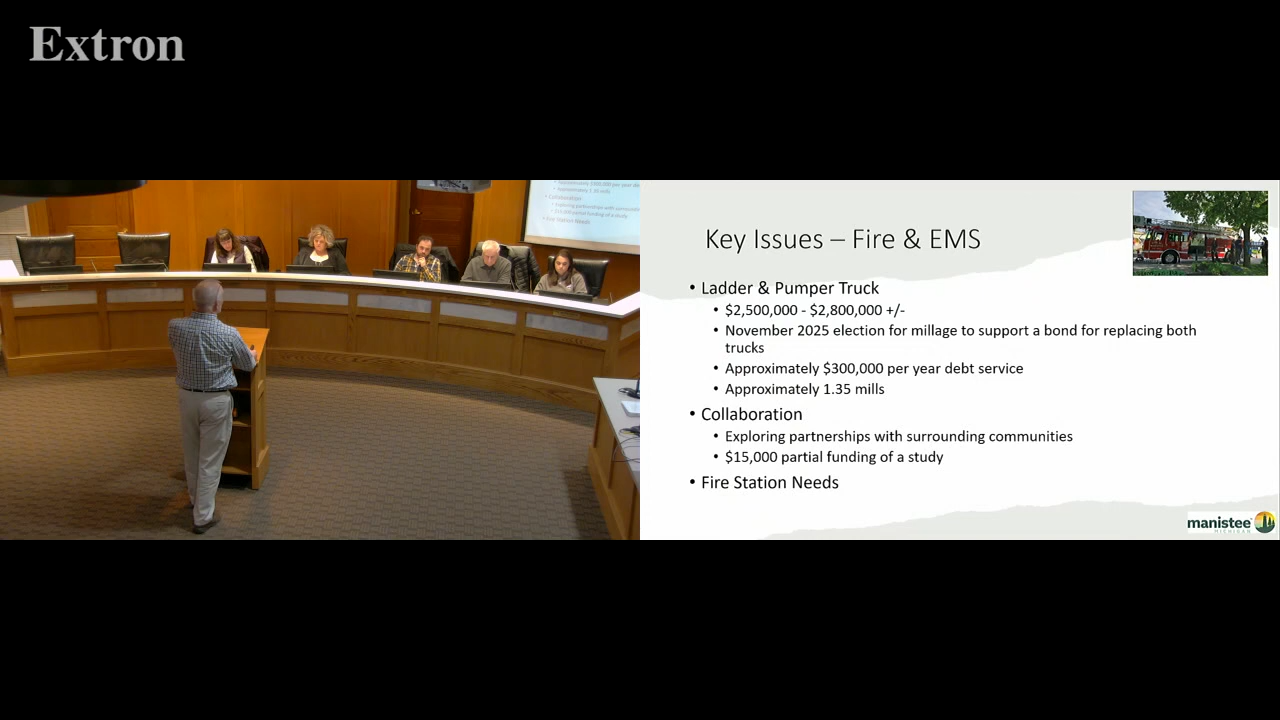 Extron
Key Issues – Fire & EMS
• Ladder & Pumper Truck
• $2,500,000 - $2,800,000 +/-
• November 2025 election for millage to support a bond for replacing both
trucks
• Approximately $300,000 per year debt service
• Approximately 1.35 mills
• Collaboration
• Exploring partnerships with surrounding communities
• $15,000 partial funding of a study
• Fire Station Needs
manistee
MICHIGAN